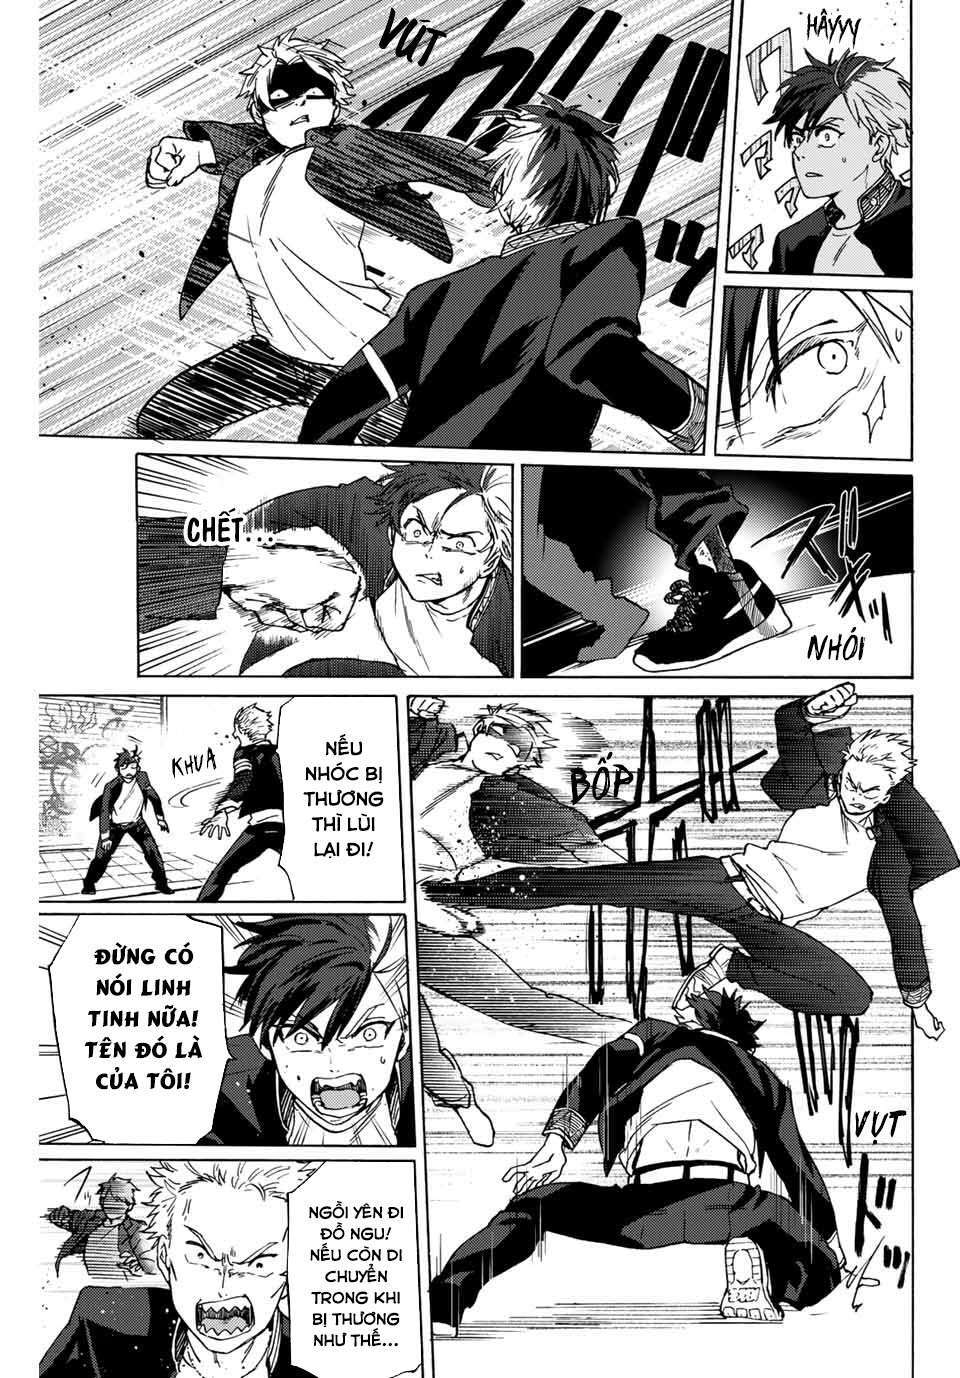 HÂYYY
VÚT
NHÓI
CHẾT...
BỐP
VỤT
NẾU
NHÓC BỊ
THƯƠNG
THÌ LÙI
LẠI ĐI!
KHUA
ĐỪNG CÓ
NÓI LINH
TINH NỮA!
TÊN ĐÓ LÀ
CỦA TÔI!
NGỒI YÊN ĐI
ĐỒ NGU!
NẾU CÒN DI
CHUYỂN
TRONG KHI
BỊ THƯƠNG
NHƯ THẾ...